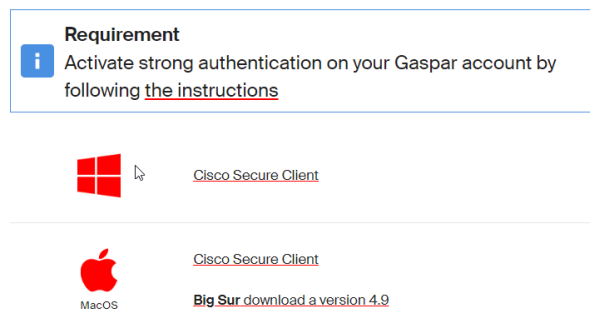 Requirement
Activate strong authentication on your Gaspar account by
following the instructions
Cisco Secure Client
Cisco Secure Client
MacOS
Big Sur download a version 4.9